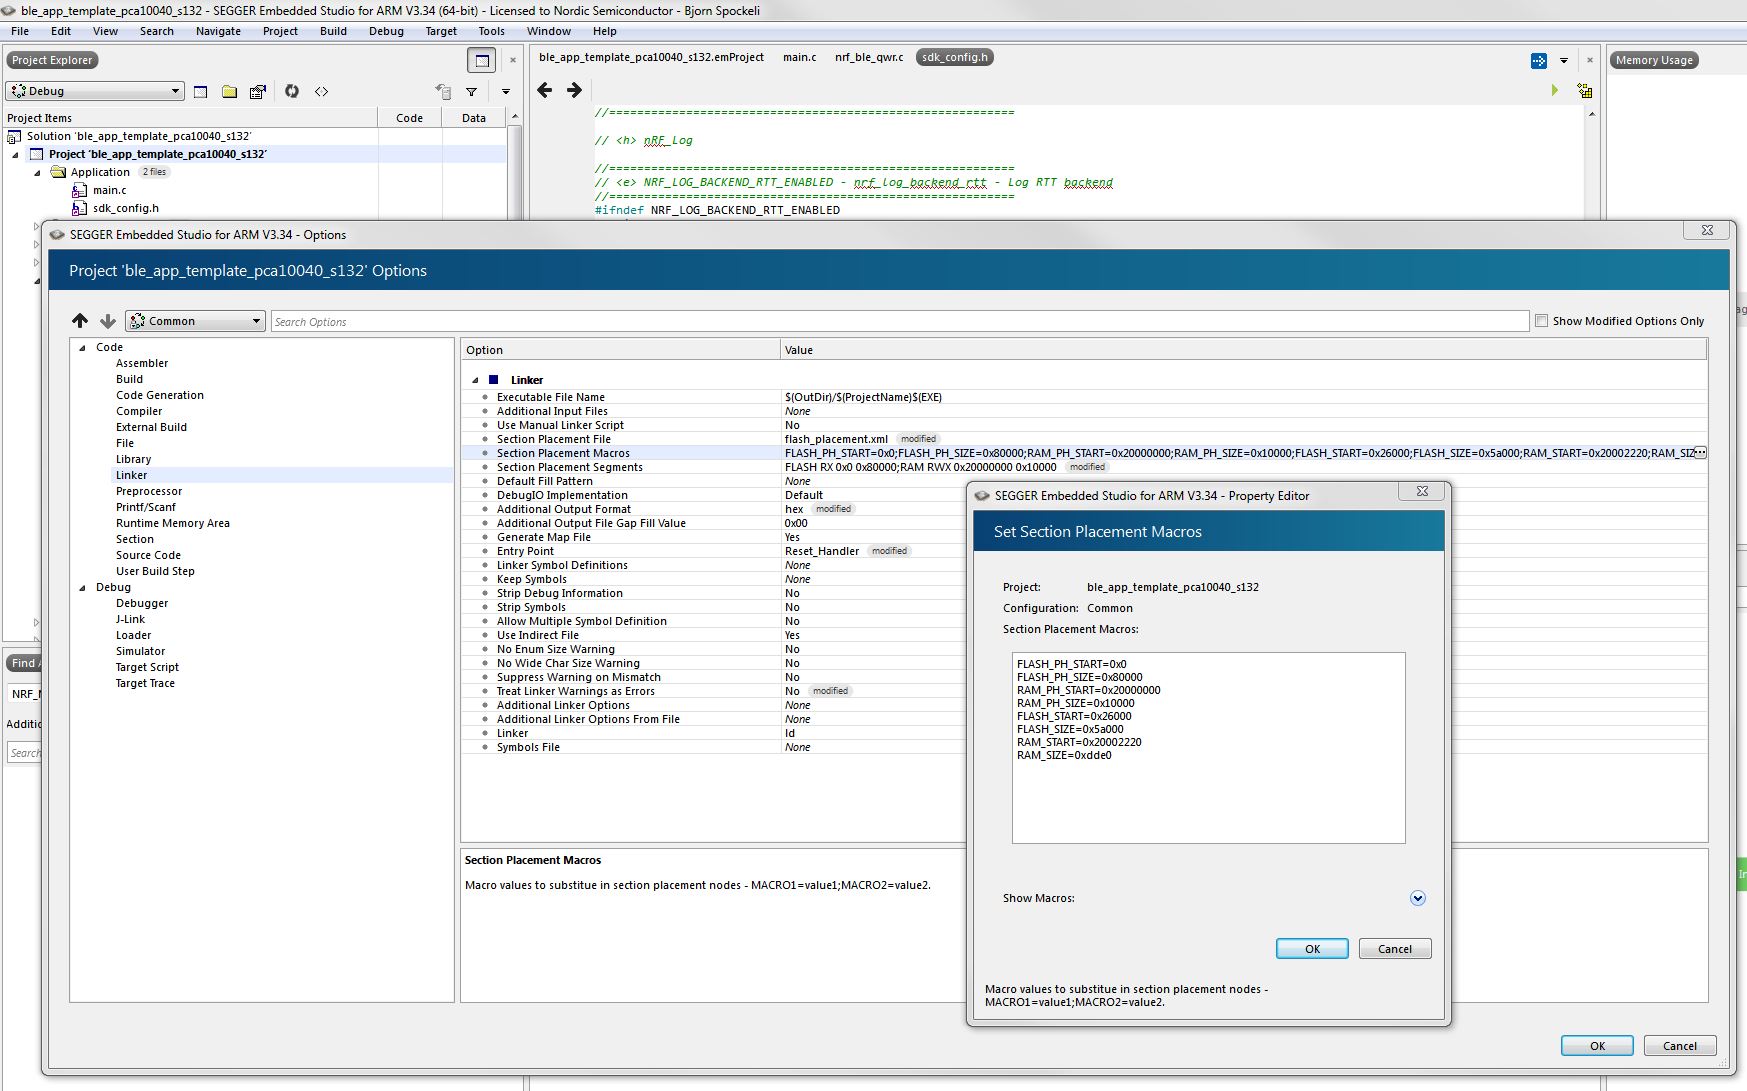 ble_app_template_pca10040_s132 - SEGGER Embedded Studio for ARM V3.34 (64-bit) - Licensed to Nordic Semiconductor - Bjorn Spockeli
File Edit View Search Navigate Project Build Debug Target Tools Window Help
Project Explorer
ble_app_template_pca10040_s132.emProject main.c nrf_ble_qwr.c sdk_config.h
Memory Usage
Debug
Project Items Code Data
Solution 'ble_app_template_pca10040_s132'
Project 'ble_app_template_pca10040_s132'
Application 2 files
main.c
sdk_config.h
//==========================================================
// <h> nRF_Log
//==========================================================
// <e> NRF_LOG_BACKEND_RTT_ENABLED - nrf_log_backend_rtt - Log RTT backend
//==========================================================
#ifndef NRF_LOG_BACKEND_RTT_ENABLED
SEGGER Embedded Studio for ARM V3.34 - Options
Project 'ble_app_template_pca10040_s132' Options
Common
Search Options
Show Modified Options Only
Code
Assembler
Build
Code Generation
Compiler
External Build
File
Library
Linker
Preprocessor
Printf/Scanf
Runtime Memory Area
Section
Source Code
User Build Step
Debug
Debugger
J-Link
Loader
Simulator
Target Script
Target Trace
Option Value
Linker
Executable File Name $(OutDir)/$(ProjectName)$(EXE)
Additional Input Files None
Use Manual Linker Script No
Section Placement File flash_placement.xml modified
Section Placement Macros FLASH_PH_START=0x0;FLASH_PH_SIZE=0x80000;RAM_PH_START=0x20000000;RAM_PH_SIZE=0x10000;FLASH_START=0x26000;FLASH_SIZE=0x5a000;RAM_START=0x20002220;RAM_SIZ
Section Placement Segments FLASH RX 0x0 0x80000;RAM RWX 0x20000000 0x10000 modified
Default Fill Pattern None
DebugIO Implementation Default
Additional Output Format hex modified
Additional Output File Gap Fill Value 0x00
Generate Map File Yes
Entry Point Reset_Handler modified
Linker Symbol Definitions None
Keep Symbols None
Strip Debug Information No
Strip Symbols No
Allow Multiple Symbol Definition No
Use Indirect File Yes
No Enum Size Warning No
No Wide Char Size Warning No
Suppress Warning on Mismatch No
Treat Linker Warnings as Errors No modified
Additional Linker Options None
Additional Linker Options From File None
Linker ld
Symbols File None
Section Placement Macros
Macro values to substitue in section placement nodes - MACRO1=value1;MACRO2=value2.
SEGGER Embedded Studio for ARM V3.34 - Property Editor
Set Section Placement Macros
Project: ble_app_template_pca10040_s132
Configuration: Common
Section Placement Macros:
FLASH_PH_START=0x0
FLASH_PH_SIZE=0x80000
RAM_PH_START=0x20000000
RAM_PH_SIZE=0x10000
FLASH_START=0x26000
FLASH_SIZE=0x5a000
RAM_START=0x20002220
RAM_SIZE=0xdde0
Show Macros:
OK Cancel
Macro values to substitue in section placement nodes -
MACRO1=value1;MACRO2=value2.
OK Cancel
Find
NRF_
Search